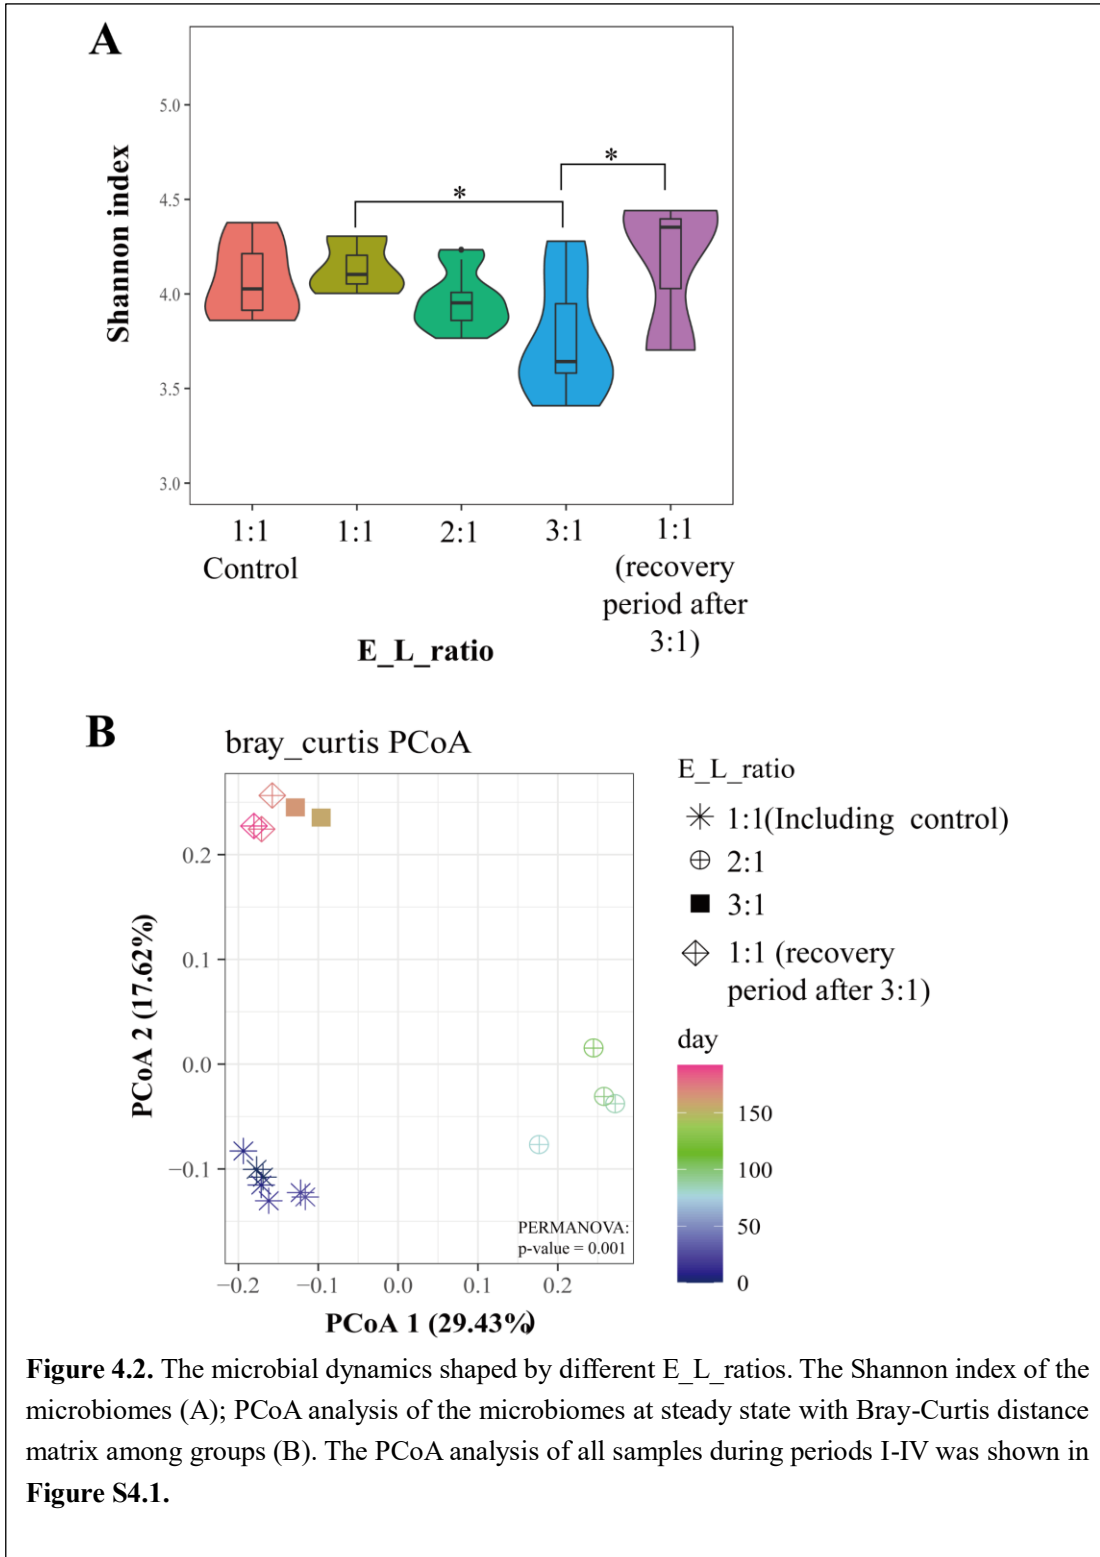 A
Shannon index
5.0
4.5
4.0
3.5
3.0
*
*
1:1
Control
1:1
2:1
3:1
1:1
(recovery
period after
3:1)
E_L_ratio
B
bray_curtis PCoA
PCoA 2 (17.62%)
0.2
0.1
0.0
−0.1
−0.2
−0.1
0.0
0.1
0.2
PCoA 1 (29.43%)
PERMANOVA:
p-value = 0.001
E_L_ratio
1:1(Including control)
2:1
3:1
1:1 (recovery
period after 3:1)
day
150
100
50
0
Figure 4.2. The microbial dynamics shaped by different E_L_ratios. The Shannon index of the
microbiomes (A); PCoA analysis of the microbiomes at steady state with Bray-Curtis distance
matrix among groups (B). The PCoA analysis of all samples during periods I-IV was shown in
Figure S4.1.